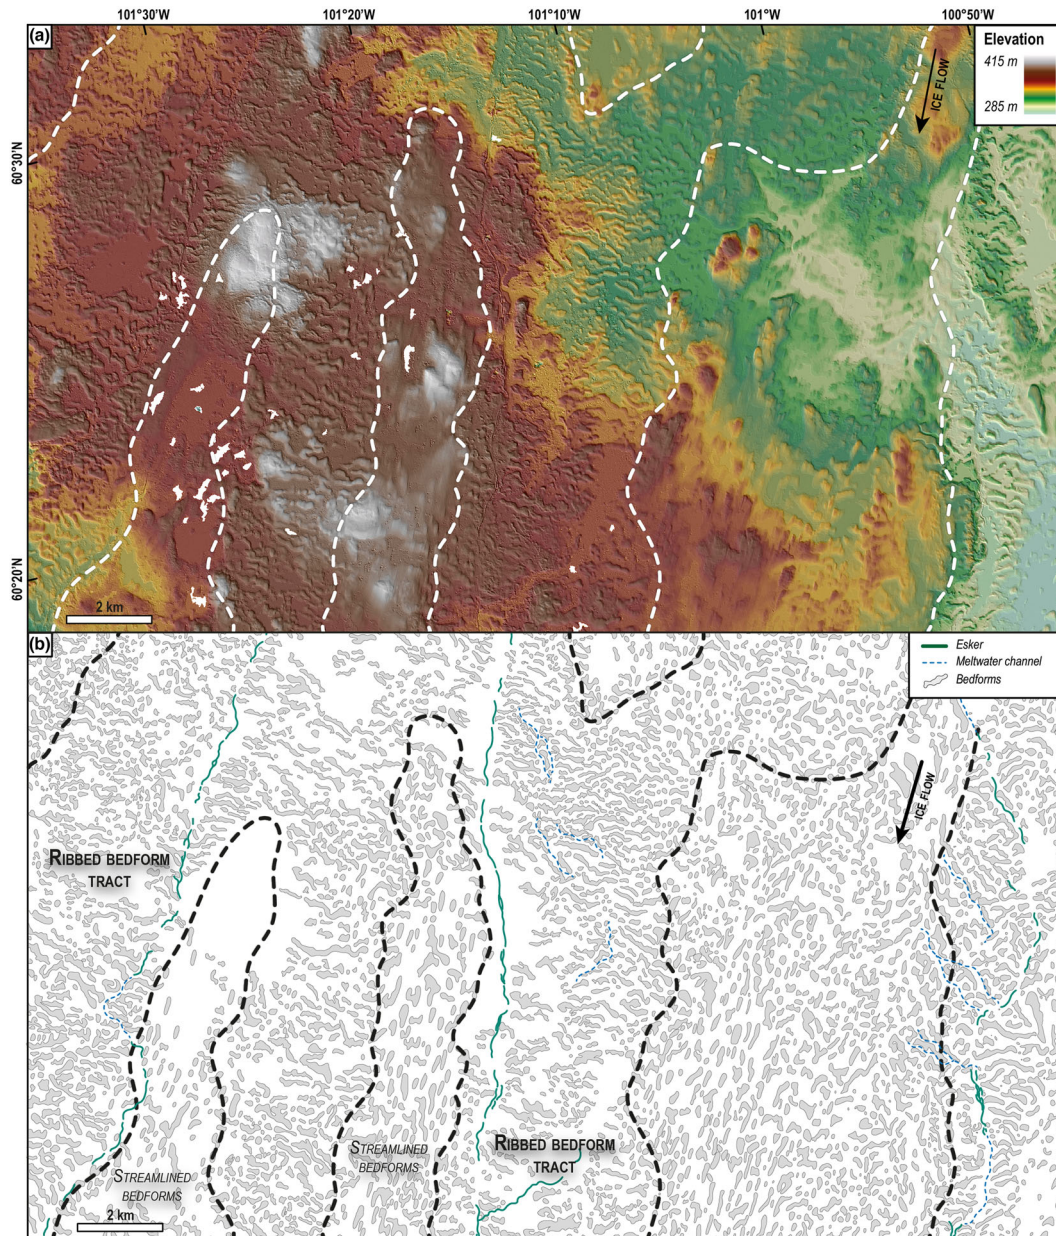 101°30'W 101°20'W 101°10'W 101°W 100°50'W
(a)
Elevation
415 m
285 m
ICE FLOW
60°30'N
60°20'N
2 km
(b)
Esker
Meltwater channel
Bedforms
ICE FLOW
RIBBED BEDFORM
TRACT
STREAMLINED
BEDFORMS
RIBBED BEDFORM
TRACT
STREAMLINED
BEDFORMS
2 km